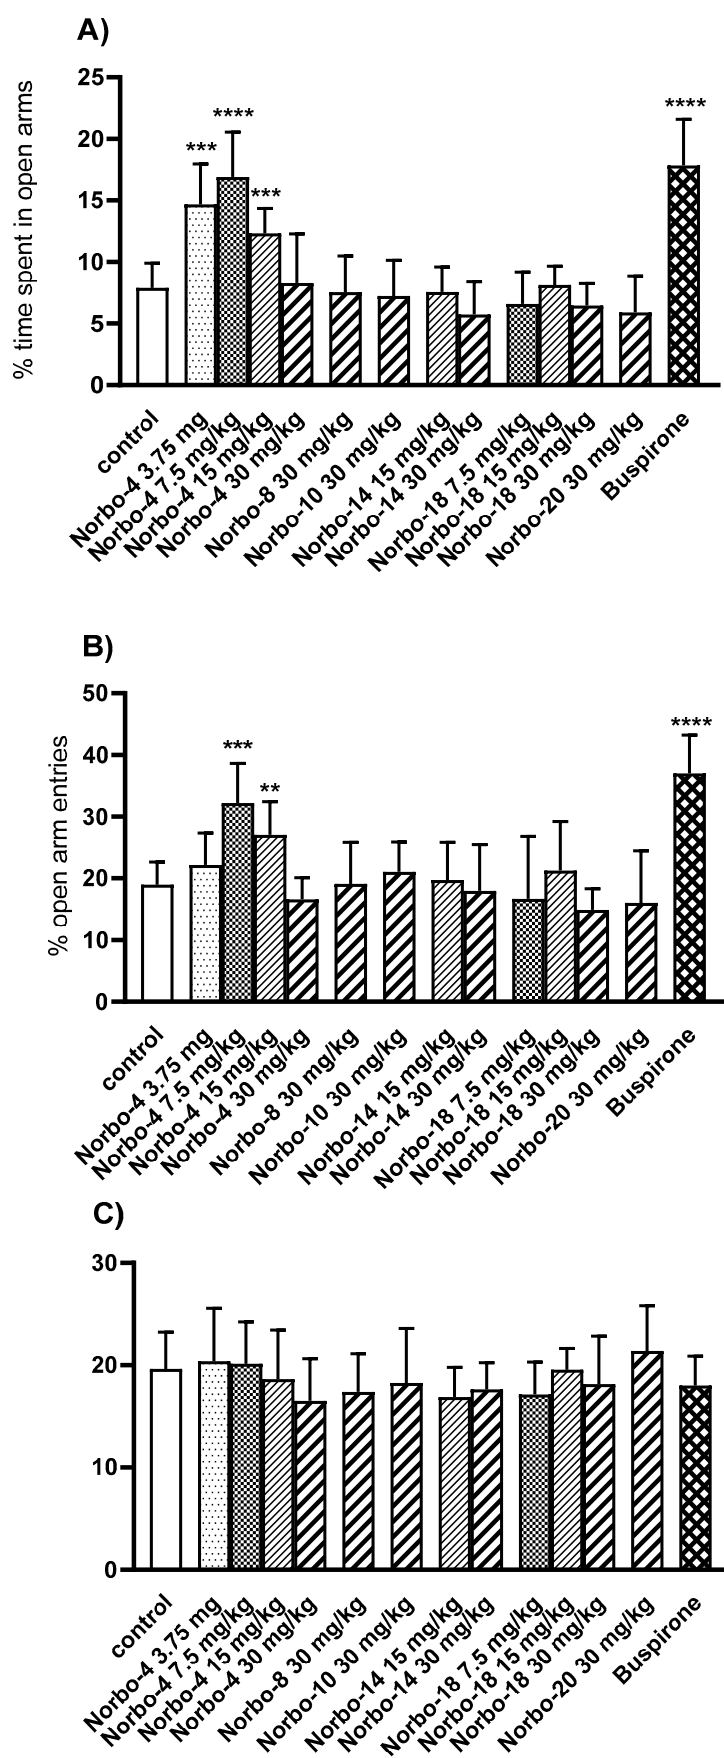 A)
% time spent in open arms
25
20
15
10
5
0
***
****
***
****
control
Norbo-4 3.75 mg
Norbo-4 7.5 mg/kg
Norbo-4 15 mg/kg
Norbo-4 30 mg/kg
Norbo-8 30 mg/kg
Norbo-10 30 mg/kg
Norbo-14 15 mg/kg
Norbo-14 30 mg/kg
Norbo-18 7.5 mg/kg
Norbo-18 15 mg/kg
Norbo-18 30 mg/kg
Norbo-20 30 mg/kg
Buspirone
B)
% open arm entries
50
40
30
20
10
0
***
**
****
control
Norbo-4 3.75 mg
Norbo-4 7.5 mg/kg
Norbo-4 15 mg/kg
Norbo-4 30 mg/kg
Norbo-8 30 mg/kg
Norbo-10 30 mg/kg
Norbo-14 15 mg/kg
Norbo-14 30 mg/kg
Norbo-18 7.5 mg/kg
Norbo-18 15 mg/kg
Norbo-18 30 mg/kg
Norbo-20 30 mg/kg
Buspirone
C)
30
20
10
0
control
Norbo-4 3.75 mg
Norbo-4 7.5 mg/kg
Norbo-4 15 mg/kg
Norbo-4 30 mg/kg
Norbo-8 30 mg/kg
Norbo-10 30 mg/kg
Norbo-14 15 mg/kg
Norbo-14 30 mg/kg
Norbo-18 7.5 mg/kg
Norbo-18 15 mg/kg
Norbo-18 30 mg/kg
Norbo-20 30 mg/kg
Buspirone